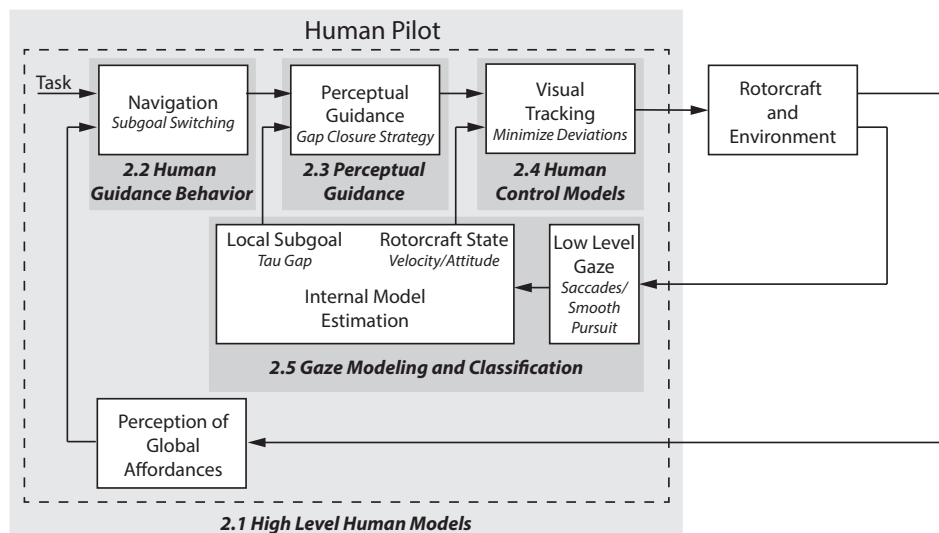 Human Pilot
Task
Navigation
Subgoal Switching
2.2 Human
Guidance Behavior
Perceptual
Guidance
Gap Closure Strategy
2.3 Perceptual
Guidance
Visual
Tracking
Minimize Deviations
2.4 Human
Control Models
Rotorcraft
and
Environment
Local Subgoal
Tau Gap
Rotorcraft State
Velocity/Attitude
Internal Model
Estimation
Low Level
Gaze
Saccades/
Smooth
Pursuit
2.5 Gaze Modeling and Classification
Perception of
Global
Affordances
2.1 High Level Human Models